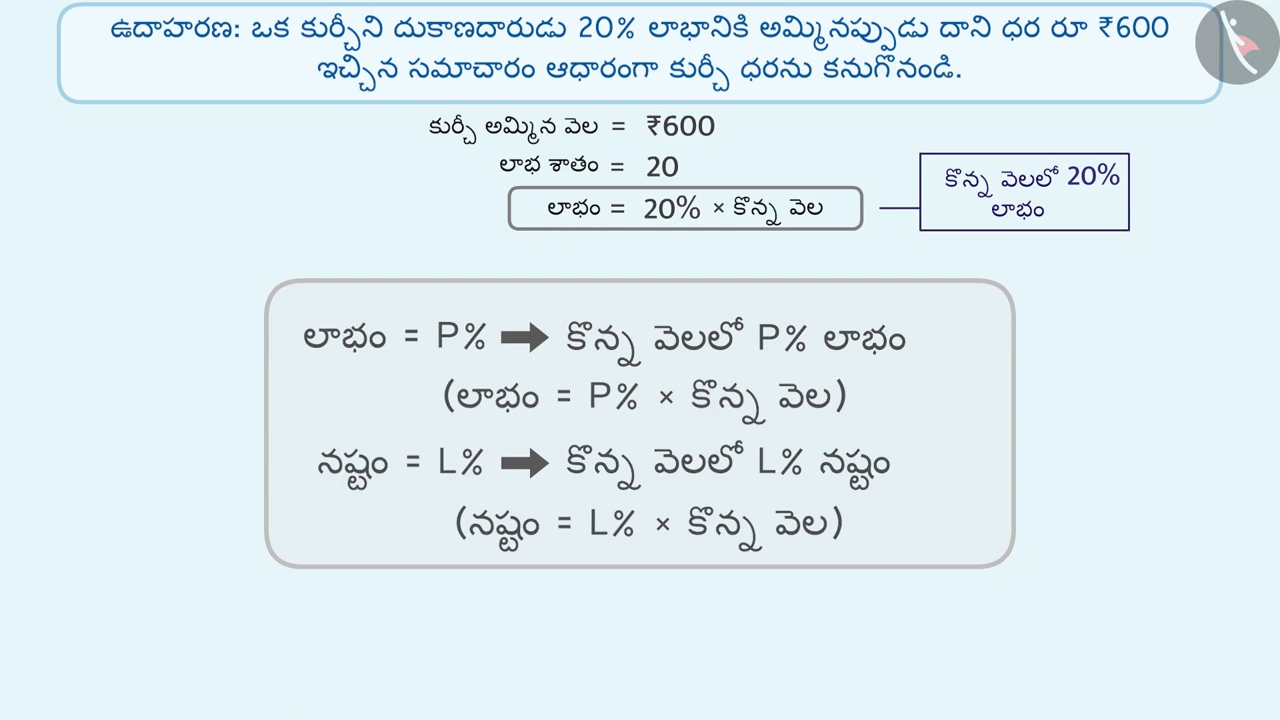 ఉదాహరణ: ఒక కుర్చీని దుకాణదారుడు 20% లాభానికి అమ్మినప్పుడు దాని ధర రూ ₹600
ఇచ్చిన సమాచారం ఆధారంగా కుర్చీ ధరను కనుగొనండి.
కుర్చీ అమ్మిన వెల = ₹600
లాభ శాతం = 20
లాభం = 20% × కొన్న వెల
కొన్న వెలలో 20%
లాభం
లాభం = P% ➡ కొన్న వెలలో P% లాభం
(లాభం = P% × కొన్న వెల)
నష్టం = L% ➡ కొన్న వెలలో L% నష్టం
(నష్టం = L% × కొన్న వెల)